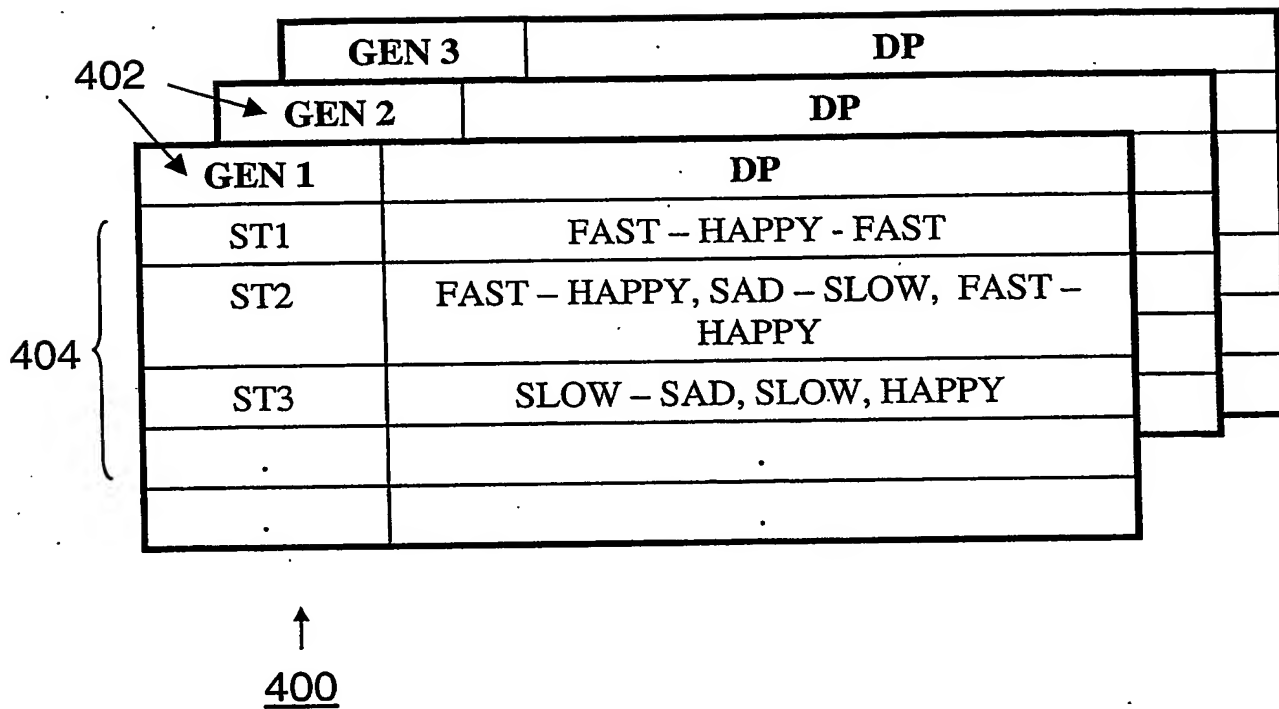 GEN 3 DP
402
GEN 2 DP
GEN 1 DP
ST1 FAST – HAPPY - FAST
ST2 FAST – HAPPY, SAD – SLOW, FAST –
HAPPY
404
ST3 SLOW – SAD, SLOW, HAPPY
. .
. .
400